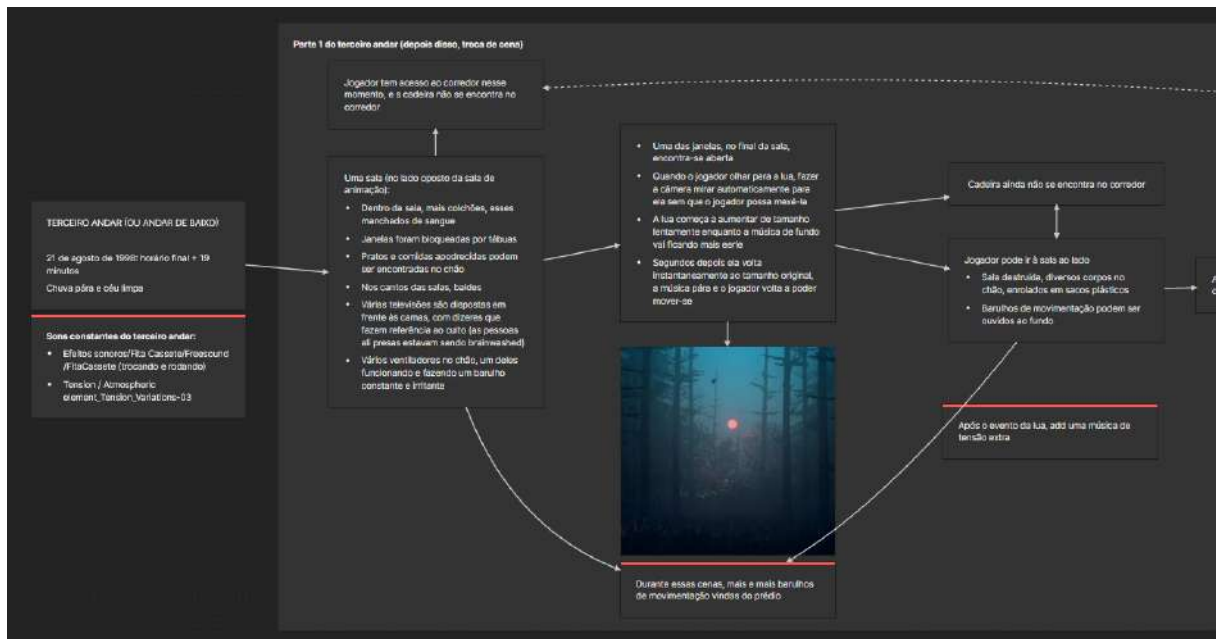 Parte 1 do terceiro andar (depois disso, troca de cena)
Jogador tem acesso ao corredor nesse
momento, e a cadeira não se encontra no
corredor
TERCEIRO ANDAR (OU ANDAR DE BAIXO)
21 de agosto de 1998: horário final + 19
minutos
Chuva pára e céu limpa
Sons constantes do terceiro andar:
• Efeitos sonoros/Fita Cassete/Freesound
/FitaCassete (trocando e rodando)
• Tension / Atmospheric
element_Tension_Variations-03
Uma sala (no lado oposto da sala de
animação):
• Dentro da sala, mais colchões, esses
manchados de sangue
• Janelas foram bloqueadas por tábuas
• Pratos e comidas apodrecidas podem
ser encontradas no chão
• Nos cantos das salas, baldes
• Várias televisões são dispostas em
frente às camas, com dizeres que
fazem referência ao culto (as pessoas
ali presas estavam sendo brainwashed)
• Vários ventiladores no chão, um deles
funcionando e fazendo um barulho
constante e irritante
• Uma das janelas, no final da sala,
encontra-se aberta
• Quando o jogador olhar para a lua, fazer
a câmera mirar automaticamente para
ela sem que o jogador possa mexê-la
• A lua começa a aumentar de tamanho
lentamente enquanto a música de fundo
vai ficando mais eerie
• Segundos depois ela volta
instantaneamente ao tamanho original,
a música pára e o jogador volta a poder
mover-se
Durante essas cenas, mais e mais barulhos
de movimentação vindas do prédio
Cadeira ainda não se encontra no corredor
Jogador pode ir à sala ao lado
• Sala destruída, diversos corpos no
chão, enrolados em sacos plásticos
• Barulhos de movimentação podem ser
ouvidos ao fundo
Após o evento da lua, add uma música de
tensão extra